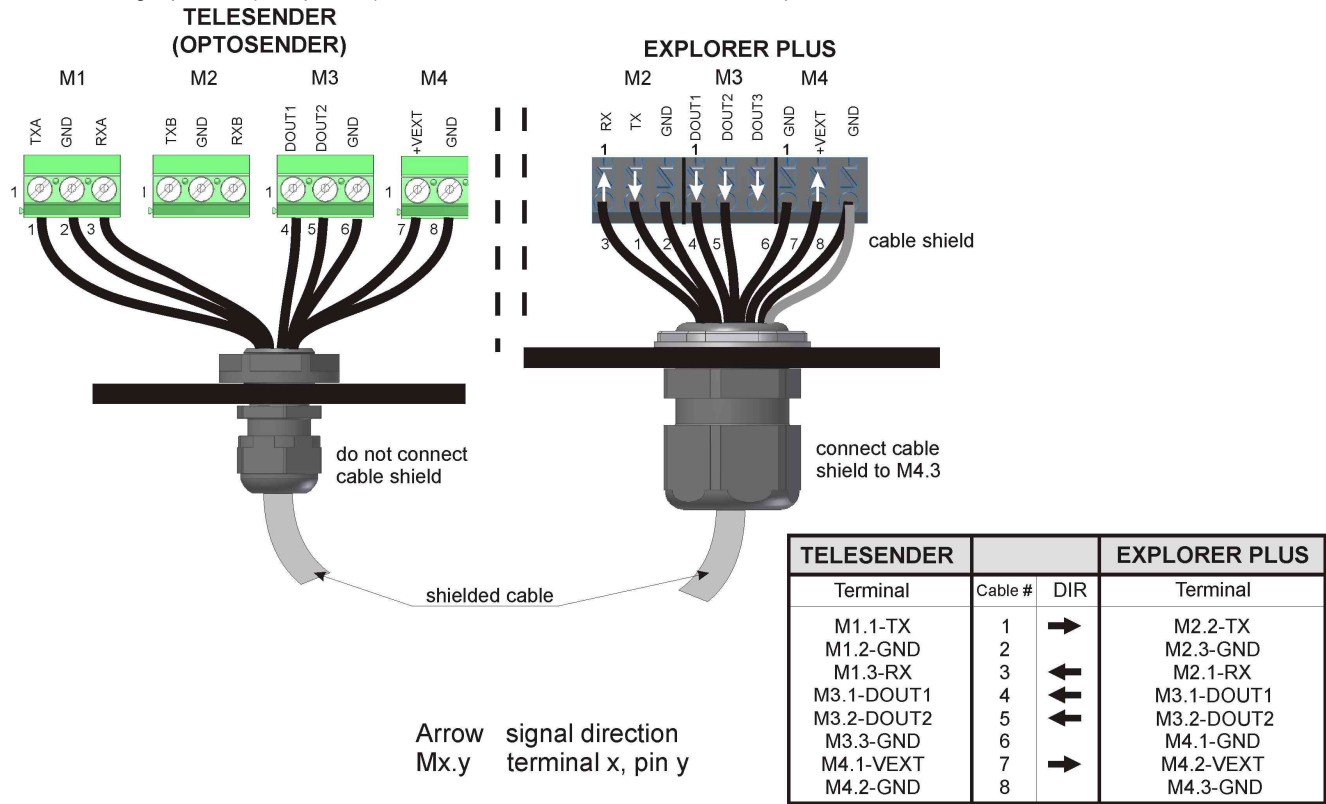 TELESENDER
(OPTOSENDER)
EXPLORER PLUS
M1 M2 M3 M4
M2 M3 M4
TXA GND RXA TXB GND RXB DOUT1 DOUT2 GND +VEXT GND
RX TX GND DOUT1 DOUT2 DOUT3 GND +VEXT GND
1 1 1
1 1 1 1
1 2 3 4 5 6 7 8
3 1 2 4 5 6 7 8
cable shield
do not connect
cable shield
connect cable
shield to M4.3
shielded cable
Arrow signal direction
Mx.y terminal x, pin y
TELESENDER EXPLORER PLUS
Terminal Cable # DIR Terminal
M1.1-TX 1 M2.2-TX
M1.2-GND 2 M2.3-GND
M1.3-RX 3 M2.1-RX
M3.1-DOUT1 4 M3.1-DOUT1
M3.2-DOUT2 5 M3.2-DOUT2
M3.3-GND 6 M4.1-GND
M4.1-VEXT 7 M4.2-VEXT
M4.2-GND 8 M4.3-GND